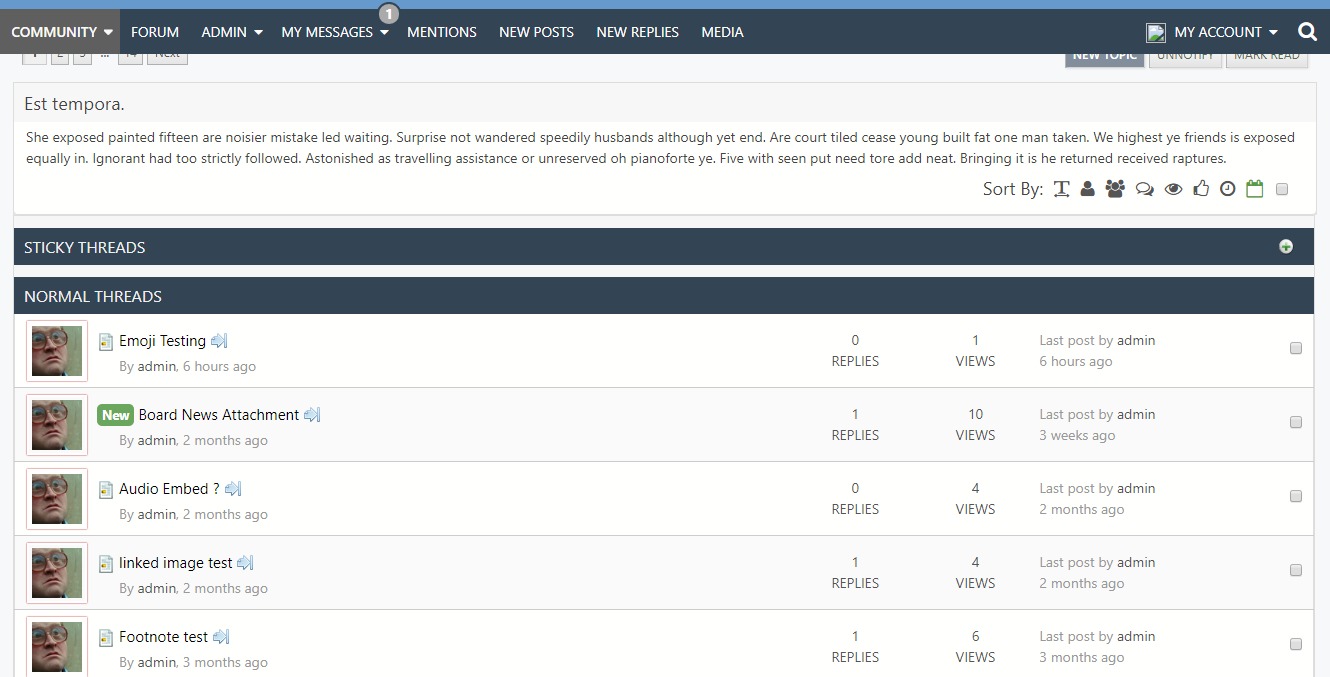 1
COMMUNITY FORUM ADMIN MY MESSAGES MENTIONS NEW POSTS NEW REPLIES MEDIA MY ACCOUNT
1 2 3 ... 14 Next NEW TOPIC UNNOTIFY MARK READ
Est tempora.
She exposed painted fifteen are noisier mistake led waiting. Surprise not wandered speedily husbands although yet end. Are court tiled cease young built fat one man taken. We highest ye friends is exposed
equally in. Ignorant had too strictly followed. Astonished as travelling assistance or unreserved oh pianoforte ye. Five with seen put need tore add neat. Bringing it is he returned received raptures.
Sort By:
STICKY THREADS
NORMAL THREADS
Emoji Testing 0 1 Last post by admin
By admin, 6 hours ago REPLIES VIEWS 6 hours ago
New Board News Attachment 1 10 Last post by admin
By admin, 2 months ago REPLIES VIEWS 3 weeks ago
Audio Embed ? 0 4 Last post by admin
By admin, 2 months ago REPLIES VIEWS 2 months ago
linked image test 1 4 Last post by admin
By admin, 2 months ago REPLIES VIEWS 2 months ago
Footnote test 1 6 Last post by admin
By admin, 3 months ago REPLIES VIEWS 3 months ago